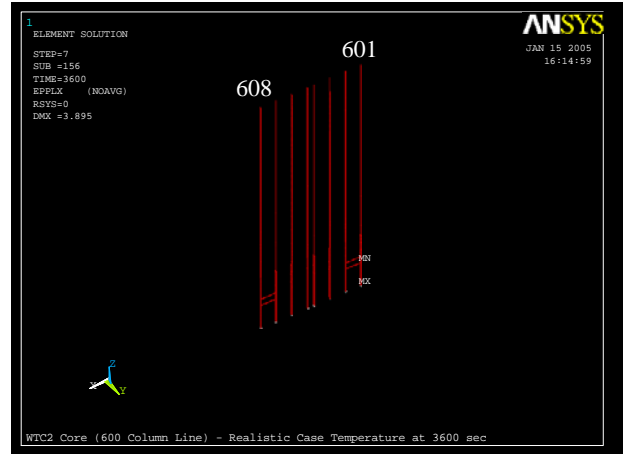 1
ELEMENT SOLUTION
ANSYS
STEP=7
SUB =156
TIME=3600
EPPLX (NOAVG)
RSYS=0
DMX =3.895
JAN 15 2005
16:14:59
601
608
MN
MX
Z
X
Y
WTC2 Core (600 Column Line) - Realistic Case Temperature at 3600 sec